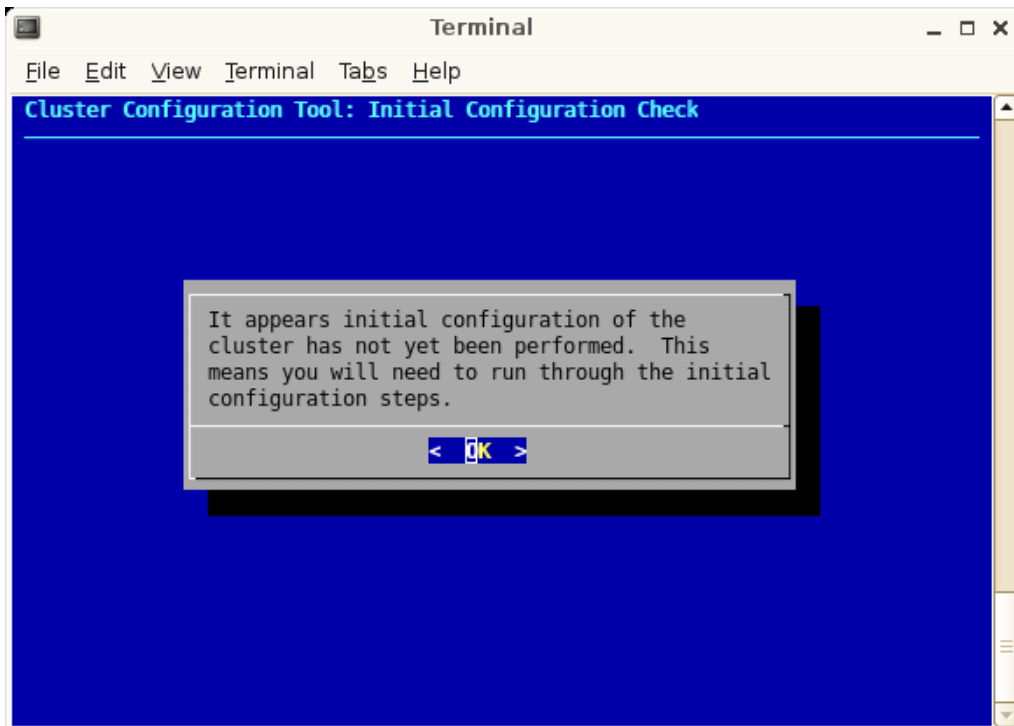 Terminal
File Edit View Terminal Tabs Help
Cluster Configuration Tool: Initial Configuration Check
It appears initial configuration of the
cluster has not yet been performed.  This
means you will need to run through the initial
configuration steps.
<  OK  >